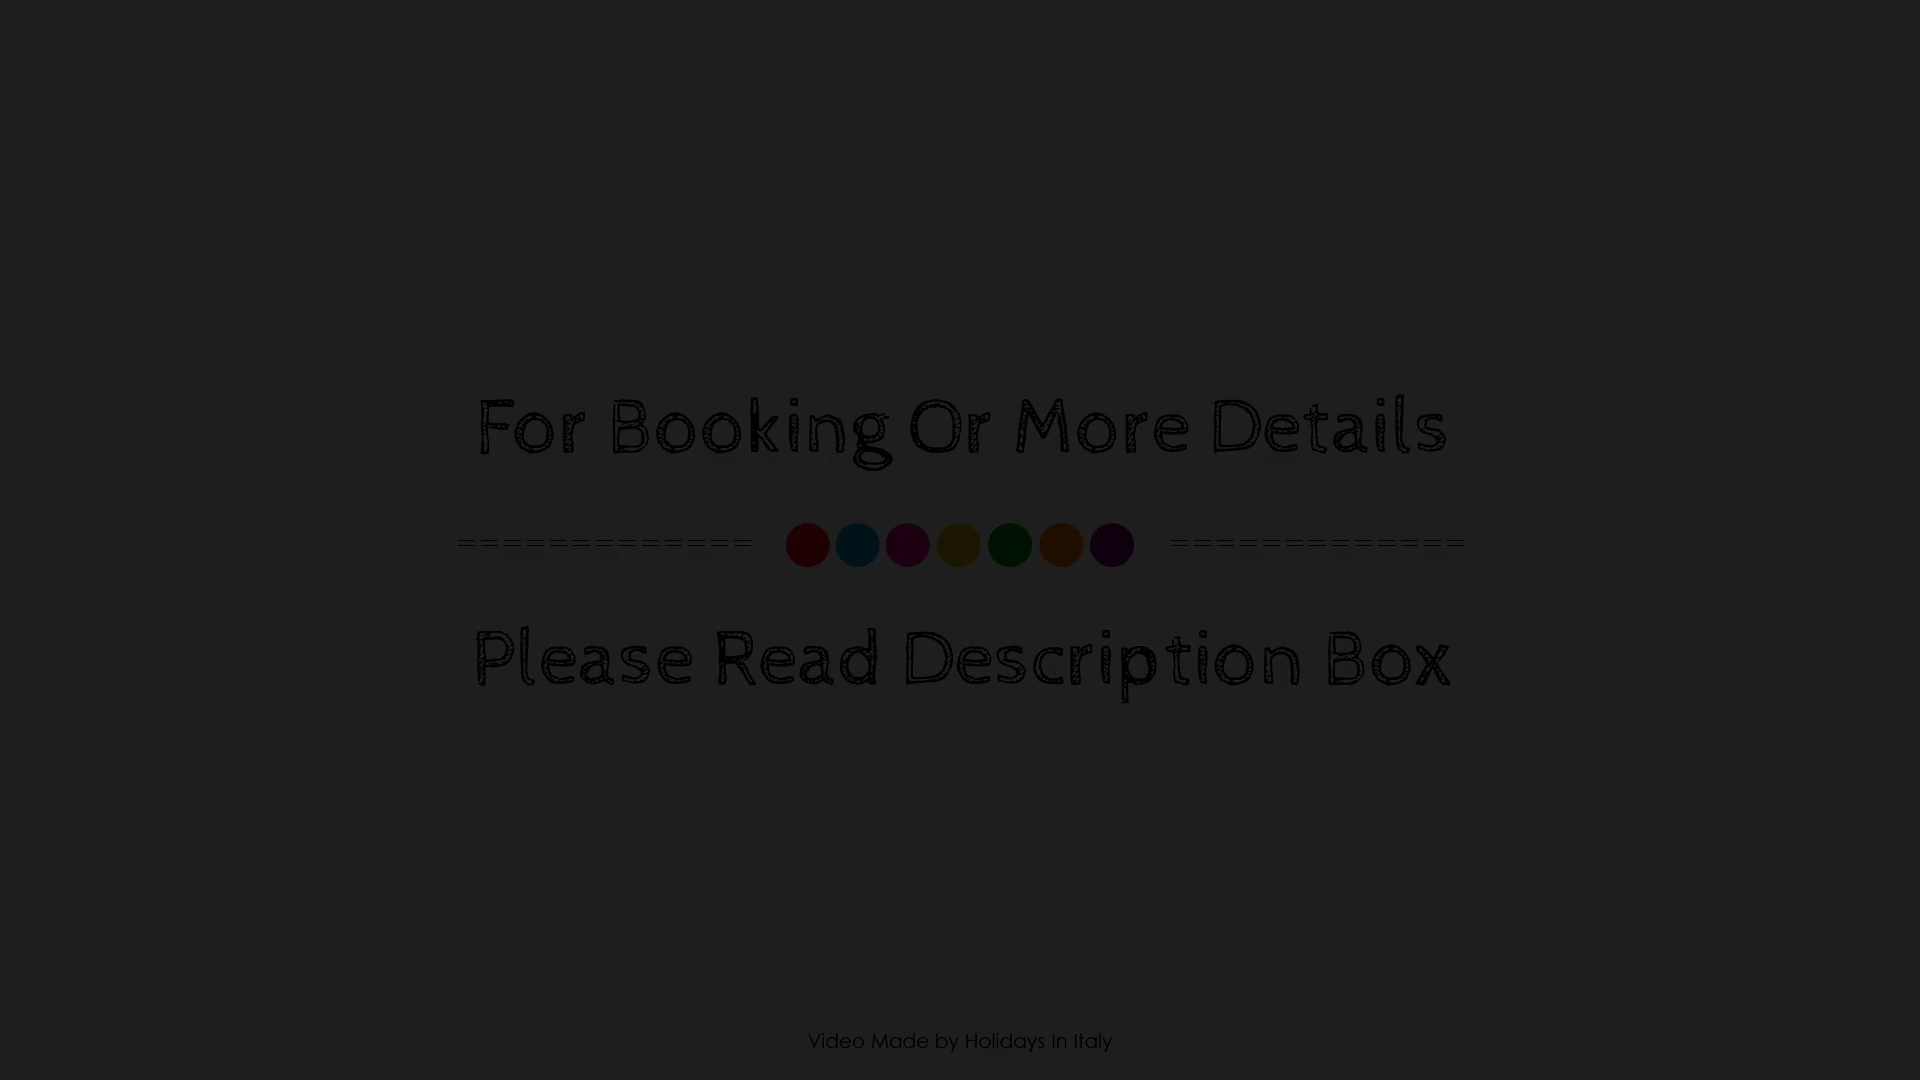 For Booking Or More Details
============= =============
Please Read Description Box
Video Made by Holidays In Italy